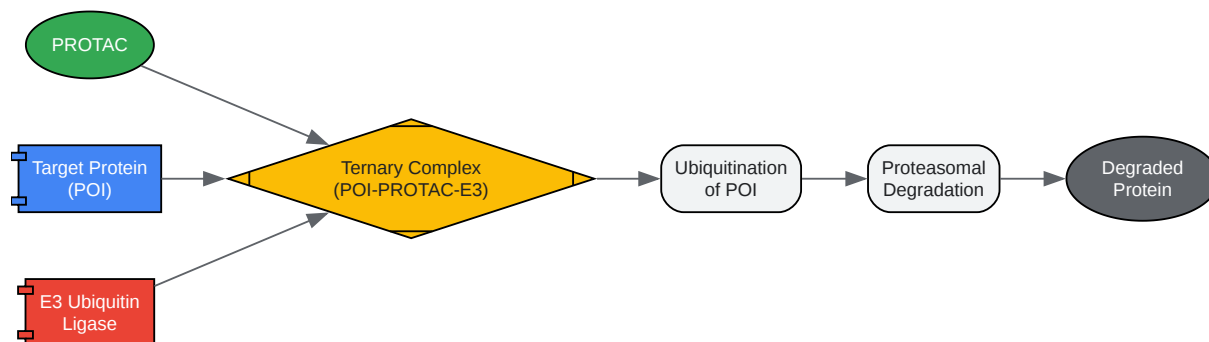 PROTAC
Target Protein
(POI)
E3 Ubiquitin
Ligase
Ternary Complex
(POI-PROTAC-E3)
Ubiquitination
of POI
Proteasomal
Degradation
Degraded
Protein